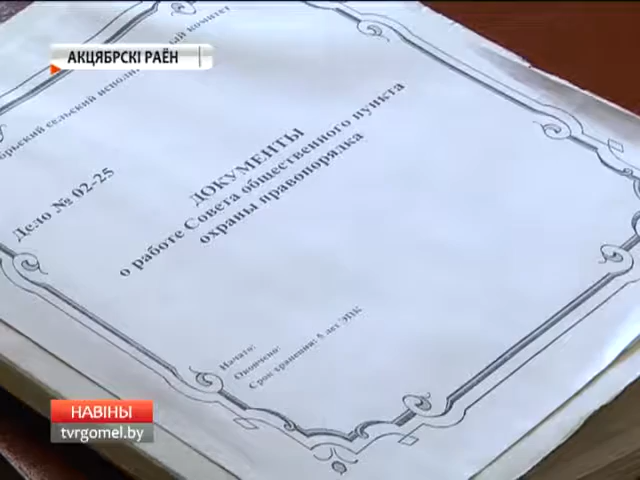 АКЦЯБРСКІ РАЁН
сельский комитет
Дело № 02-25
ДОКУМЕНТЫ
о работе Совета общественного пункта
охраны правопорядка
Начато:
Окончено:
Срок хранения: 5 лет ЭПК
НАВІНЫ
tvrgomel.by